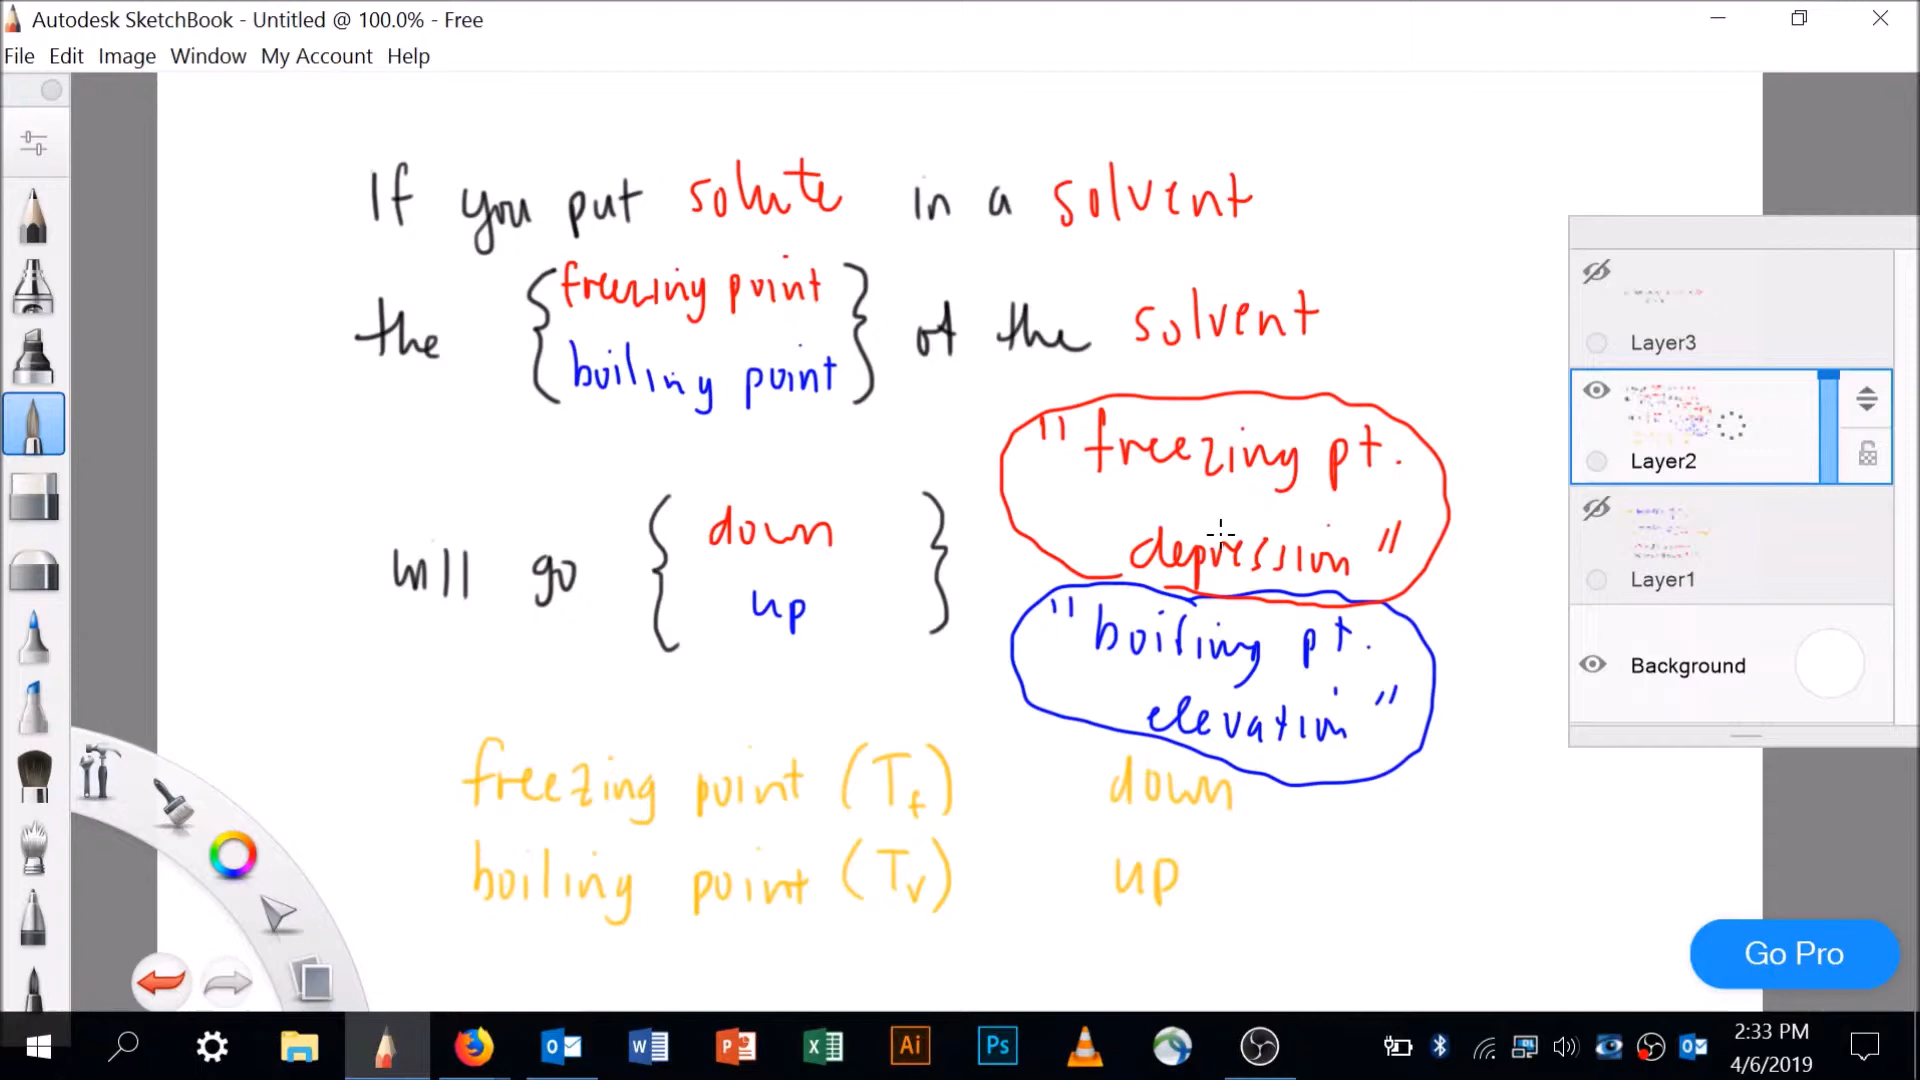 Autodesk SketchBook - Untitled @ 100.0% - Free
File Edit Image Window My Account Help
If you put solute in a solvent
the { freezing point } of the solvent
boiling point
"freezing pt.
depression"
will go { down }
up
"boiling pt.
elevation"
freezing point (Tf) down
boiling point (Tv) up
Layer3
Layer2
Layer1
Background
Go Pro
2:33 PM
4/6/2019